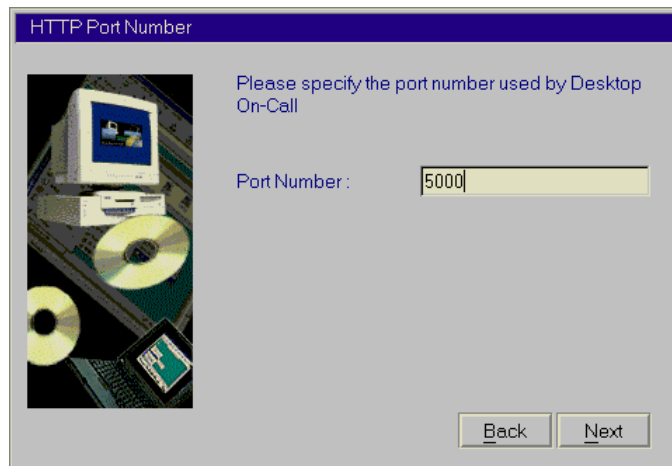 HTTP Port Number
Please specify the port number used by Desktop
On-Call
Port Number : 5000
Back Next